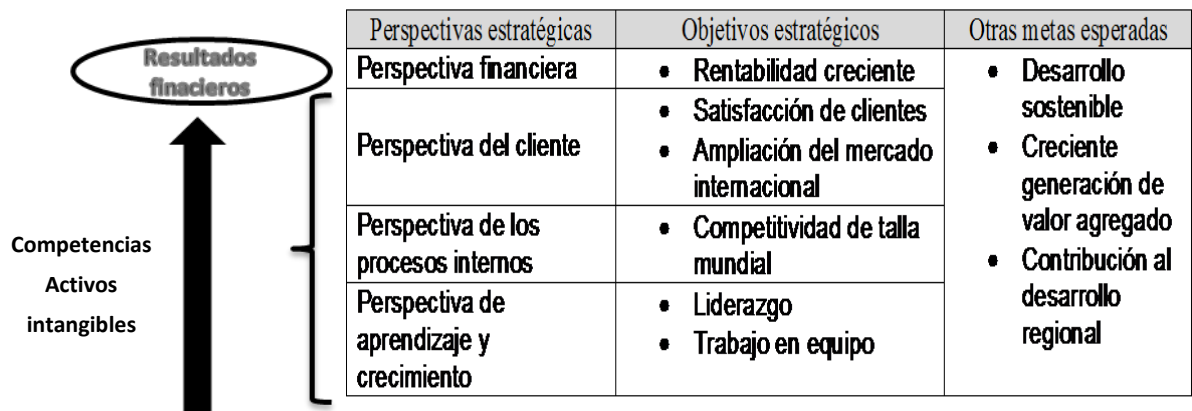 Resultados
finacieros
Competencias
Activos
intangibles
Perspectivas estratégicas
Objetivos estratégicos
Otras metas esperadas
Perspectiva financiera
• Rentabilidad creciente
Perspectiva del cliente
• Satisfacción de clientes
• Ampliación del mercado
internacional
Perspectiva de los
procesos internos
• Competitividad de talla
mundial
Perspectiva de
aprendizaje y
crecimiento
• Liderazgo
• Trabajo en equipo
• Desarrollo
sostenible
• Creciente
generación de
valor agregado
• Contribución al
desarrollo
regional